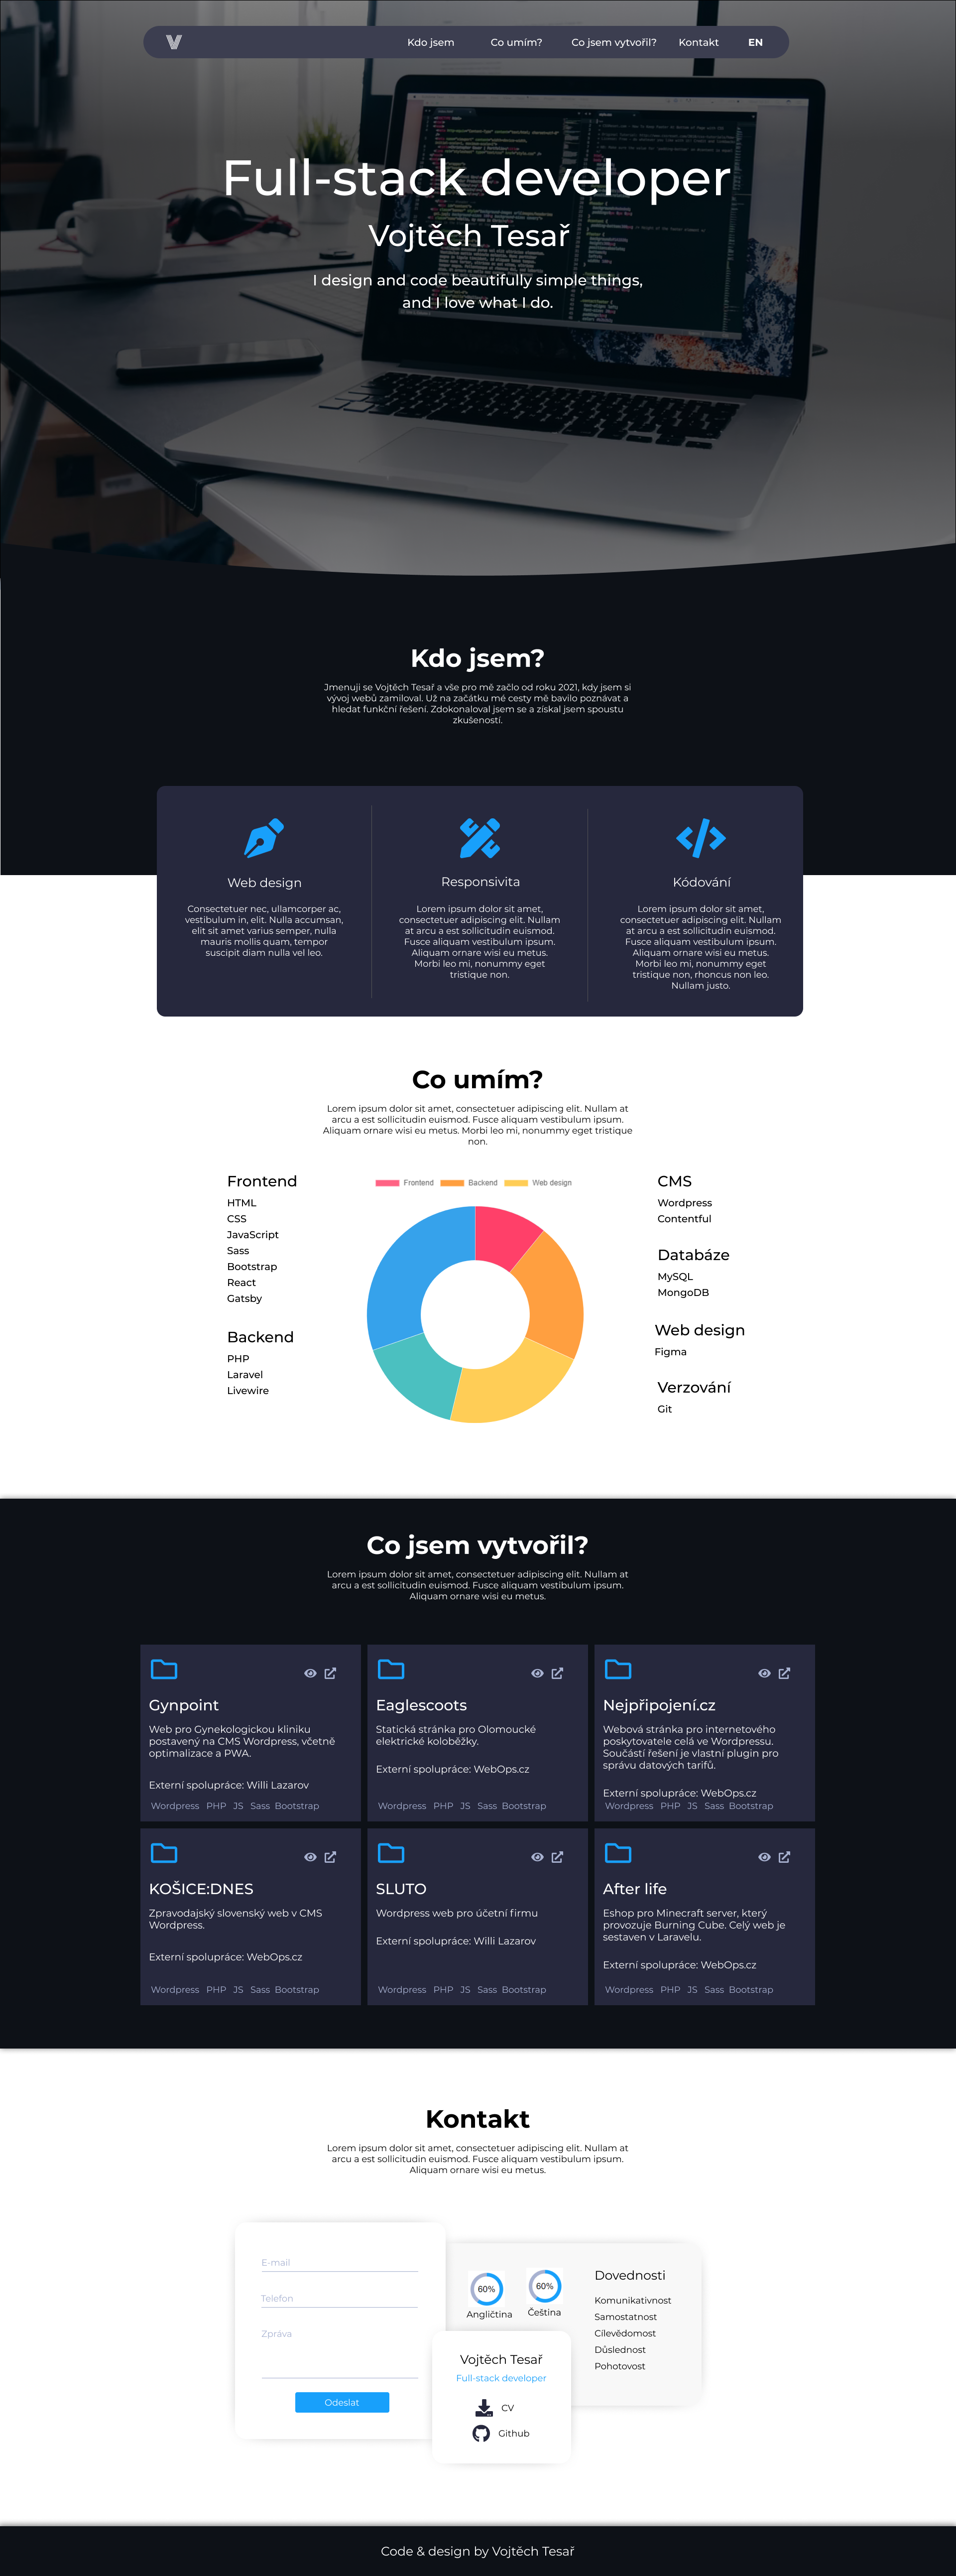 V
Kdo jsem
Co umím?
Co jsem vytvořil?
Kontakt
EN
Full-stack developer
Vojtěch Tesař
I design and code beautifully simple things,
and I love what I do.
Kdo jsem?
Jmenuji se Vojtěch Tesař a vše pro mě začlo od roku 2021, kdy jsem si
vývoj webů zamiloval. Už na začátku mé cesty mě bavilo poznávat a
hledat funkční řešení. Zdokonaloval jsem se a získal jsem spoustu
zkušeností.
Web design
Consectetuer nec, ullamcorper ac,
vestibulum in, elit. Nulla accumsan,
elit sit amet varius semper, nulla
mauris mollis quam, tempor
suscipit diam nulla vel leo.
Responsivita
Lorem ipsum dolor sit amet,
consectetuer adipiscing elit. Nullam
at arcu a est sollicitudin euismod.
Fusce aliquam vestibulum ipsum.
Aliquam ornare wisi eu metus.
Morbi leo mi, nonummy eget
tristique non.
Kódování
Lorem ipsum dolor sit amet,
consectetuer adipiscing elit. Nullam
at arcu a est sollicitudin euismod.
Fusce aliquam vestibulum ipsum.
Aliquam ornare wisi eu metus.
Morbi leo mi, nonummy eget
tristique non, rhoncus non leo.
Nullam justo.
Co umím?
Lorem ipsum dolor sit amet, consectetuer adipiscing elit. Nullam at
arcu a est sollicitudin euismod. Fusce aliquam vestibulum ipsum.
Aliquam ornare wisi eu metus. Morbi leo mi, nonummy eget tristique
non.
Frontend
HTML
CSS
JavaScript
Sass
Bootstrap
React
Gatsby
Backend
PHP
Laravel
Livewire
Frontend
Backend
Web design
CMS
Wordpress
Contentful
Databáze
MySQL
MongoDB
Web design
Figma
Verzování
Git
Co jsem vytvořil?
Lorem ipsum dolor sit amet, consectetuer adipiscing elit. Nullam at
arcu a est sollicitudin euismod. Fusce aliquam vestibulum ipsum.
Aliquam ornare wisi eu metus.
Gynpoint
Web pro Gynekologickou kliniku
postavený na CMS Wordpress, včetně
optimalizace a PWA.
Externí spolupráce: Willi Lazarov
Wordpress PHP JS Sass Bootstrap
Eaglescoots
Statická stránka pro Olomoucké
elektrické koloběžky.
Externí spolupráce: WebOps.cz
Wordpress PHP JS Sass Bootstrap
Nejpřipojení.cz
Webová stránka pro internetového
poskytovatele celá ve Wordpressu.
Součástí řešení je vlastní plugin pro
správu datových tarifů.
Externí spolupráce: WebOps.cz
Wordpress PHP JS Sass Bootstrap
KOŠICE:DNES
Zpravodajský slovenský web v CMS
Wordpress.
Externí spolupráce: WebOps.cz
Wordpress PHP JS Sass Bootstrap
SLUTO
Wordpress web pro účetní firmu
Externí spolupráce: Willi Lazarov
Wordpress PHP JS Sass Bootstrap
After life
Eshop pro Minecraft server, který
provozuje Burning Cube. Celý web je
sestaven v Laravelu.
Externí spolupráce: WebOps.cz
Wordpress PHP JS Sass Bootstrap
Kontakt
Lorem ipsum dolor sit amet, consectetuer adipiscing elit. Nullam at
arcu a est sollicitudin euismod. Fusce aliquam vestibulum ipsum.
Aliquam ornare wisi eu metus.
E-mail
Telefon
Zpráva
Odeslat
60%
Angličtina
60%
Čeština
Dovednosti
Komunikativnost
Samostatnost
Cílevědomost
Důslednost
Pohotovost
Vojtěch Tesař
Full-stack developer
CV
Github
Code & design by Vojtěch Tesař